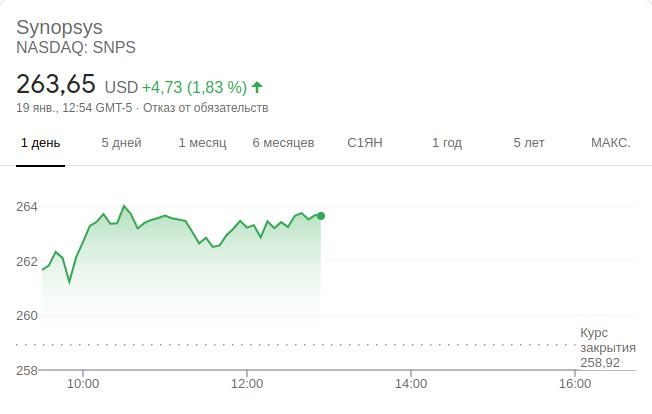 Synopsys
NASDAQ: SNPS
263,65 USD +4,73 (1,83 %)
19 янв., 12:54 GMT-5 · Отказ от обязательств
1 день 5 дней 1 месяц 6 месяцев С1ЯН 1 год 5 лет МАКС.
264
262
260
Курс
закрытия
258,92
258
10:00 12:00 14:00 16:00